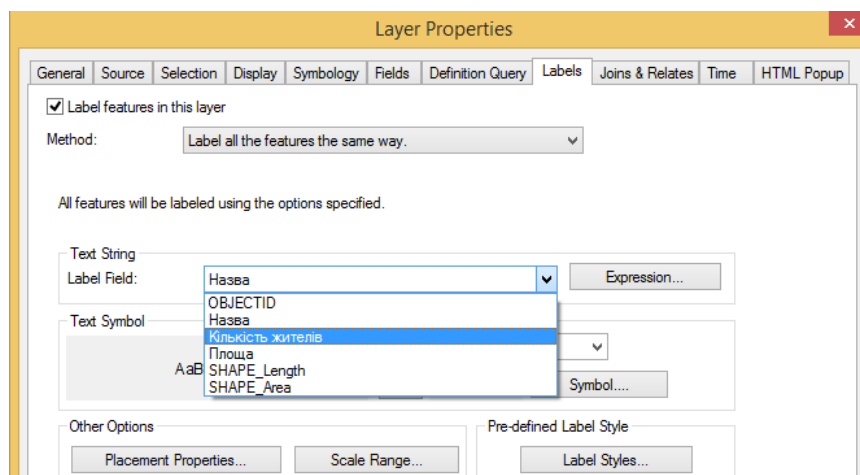 Layer Properties
General Source Selection Display Symbology Fields Definition Query Labels Joins & Relates Time HTML Popup
Label features in this layer
Method: Label all the features the same way.
All features will be labeled using the options specified.
Text String
Label Field: Назва Expression...
OBJECTID
Назва
Text Symbol
Кількість жителів
Площа
AaB SHAPE_Length
SHAPE_Area Symbol....
Other Options Pre-defined Label Style
Placement Properties... Scale Range... Label Styles...